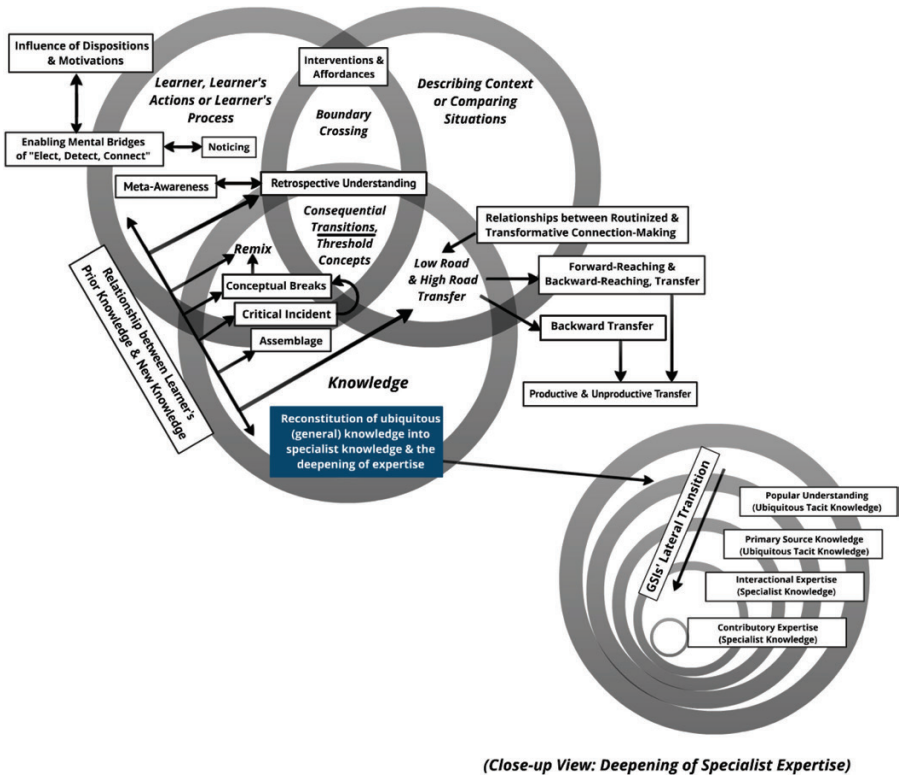 Influence of Dispositions
& Motivations
Interventions &
Affordances
Learner, Learner's
Actions or Learner's
Process
Describing Context
or Comparing
Situations
Boundary
Crossing
Enabling Mental Bridges
of "Elect, Detect, Connect"
Noticing
Meta-Awareness
Retrospective Understanding
Consequential
Transitions,
Threshold
Concepts
Relationships between Routinized &
Transformative Connection-Making
Remix
Low Road
& High Road
Transfer
Forward-Reaching &
Backward-Reaching, Transfer
Conceptual Breaks
Critical Incident
Assemblage
Backward Transfer
Relationship between Learner's
Prior Knowledge & New Knowledge
Knowledge
Productive & Unproductive Transfer
Reconstitution of ubiquitous
(general) knowledge into
specialist knowledge & the
deepening of expertise
GSIs' Lateral Transition
Popular Understanding
(Ubiquitous Tacit Knowledge)
Primary Source Knowledge
(Ubiquitous Tacit Knowledge)
Interactional Expertise
(Specialist Knowledge)
Contributory Expertise
(Specialist Knowledge)
(Close-up View: Deepening of Specialist Expertise)